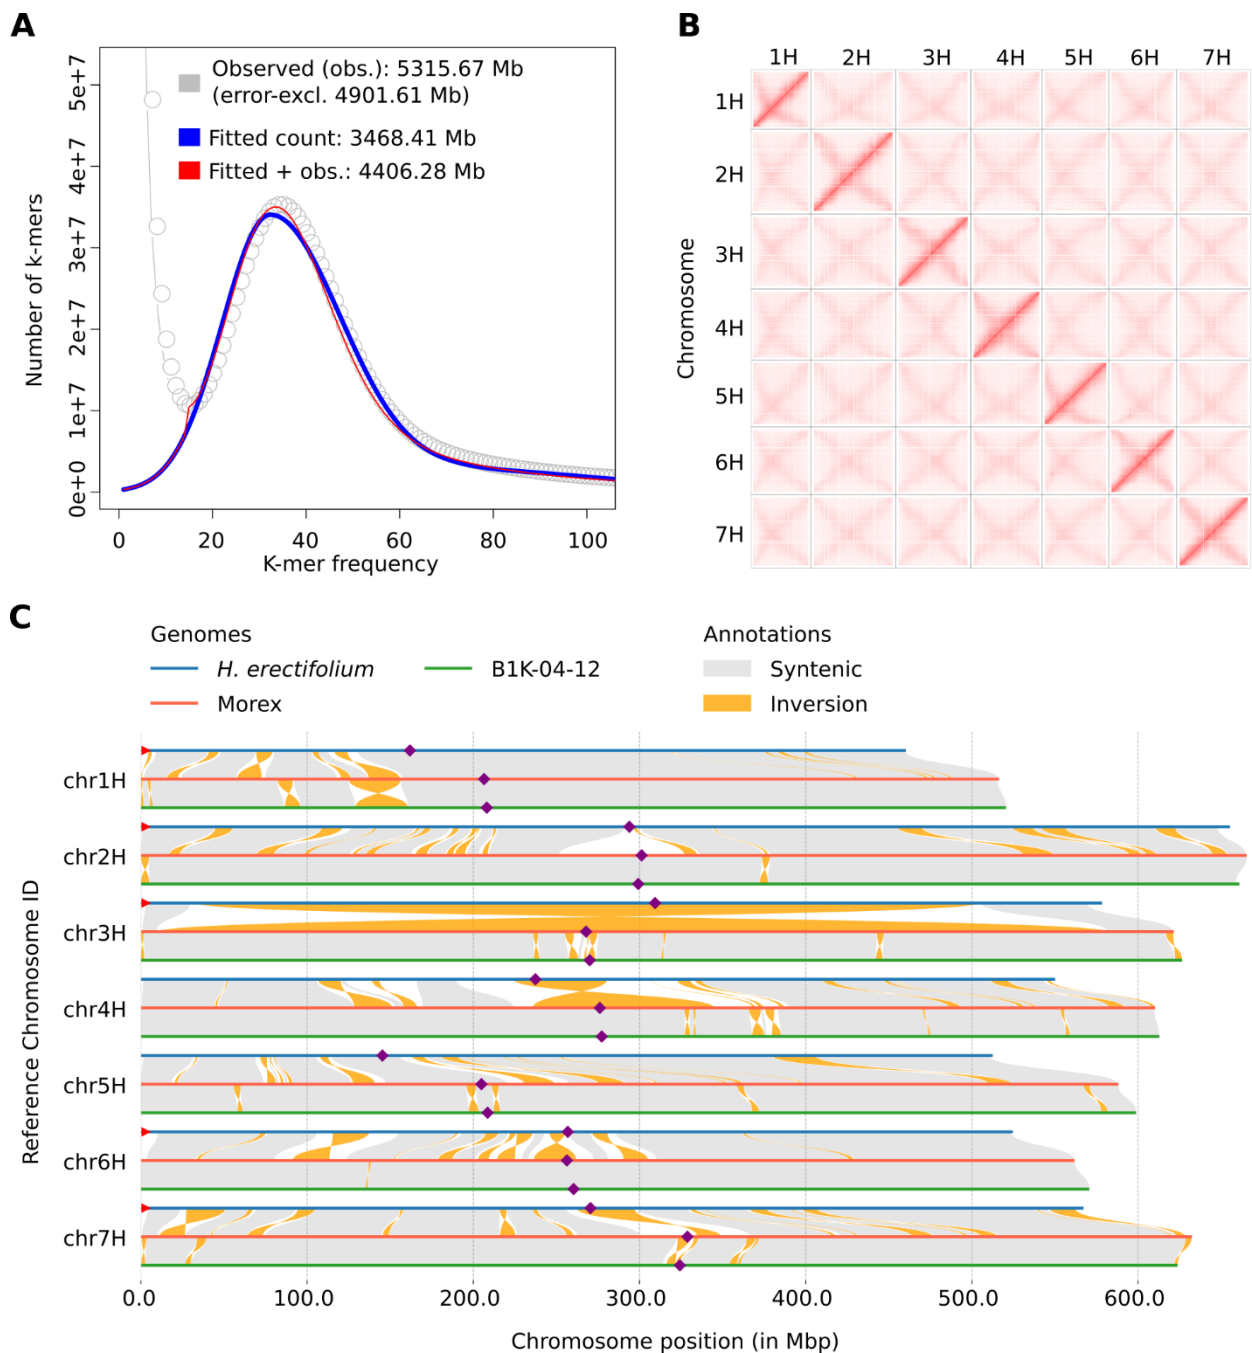 A
Observed (obs.): 5315.67 Mb
(error-excl. 4901.61 Mb)
Fitted count: 3468.41 Mb
Fitted + obs.: 4406.28 Mb
Number of k-mers
5e+7
4e+7
3e+7
2e+7
1e+7
0e+0
0 20 40 60 80 100
K-mer frequency
B
1H 2H 3H 4H 5H 6H 7H
Chromosome
1H
2H
3H
4H
5H
6H
7H
C
Genomes
H. erectifolium
B1K-04-12
Morex
Annotations
Syntenic
Inversion
Reference Chromosome ID
chr1H
chr2H
chr3H
chr4H
chr5H
chr6H
chr7H
0.0 100.0 200.0 300.0 400.0 500.0 600.0
Chromosome position (in Mbp)